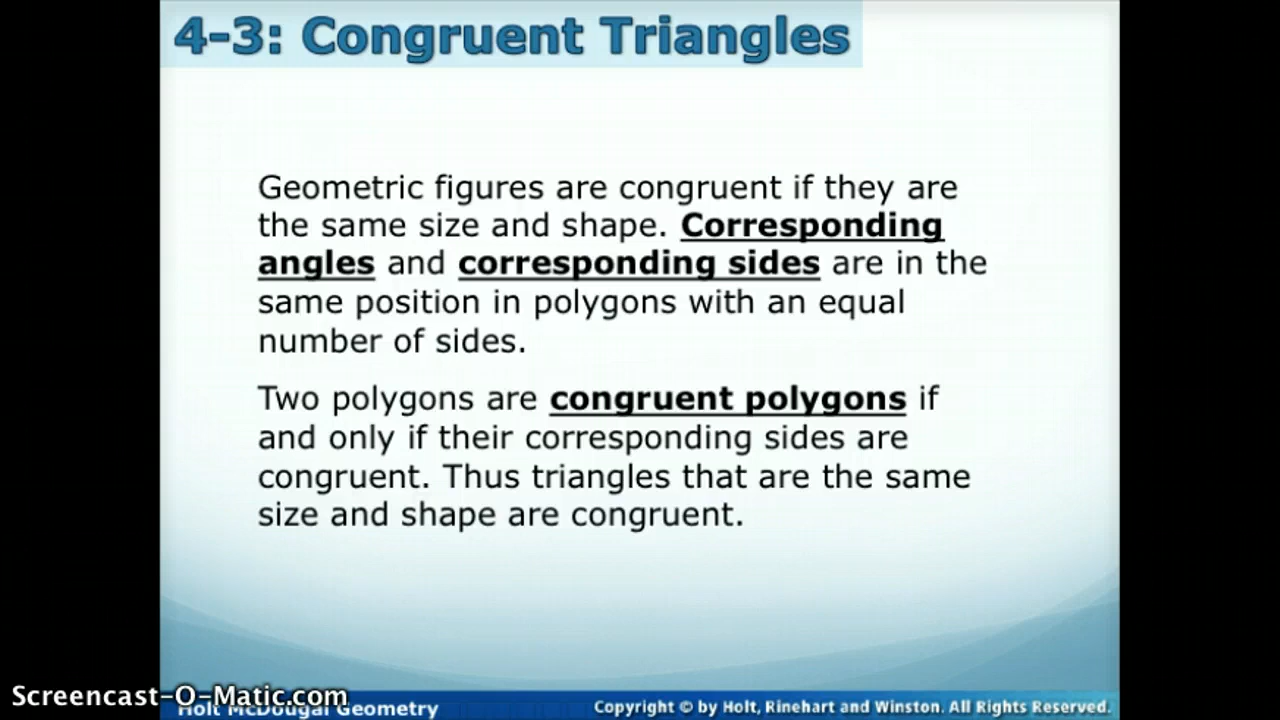 4-3: Congruent Triangles
Geometric figures are congruent if they are
the same size and shape. Corresponding
angles and corresponding sides are in the
same position in polygons with an equal
number of sides.
Two polygons are congruent polygons if
and only if their corresponding sides are
congruent. Thus triangles that are the same
size and shape are congruent.
Screencast-O-Matic.com
Holt McDougal Geometry
Copyright © by Holt, Rinehart and Winston. All Rights Reserved.